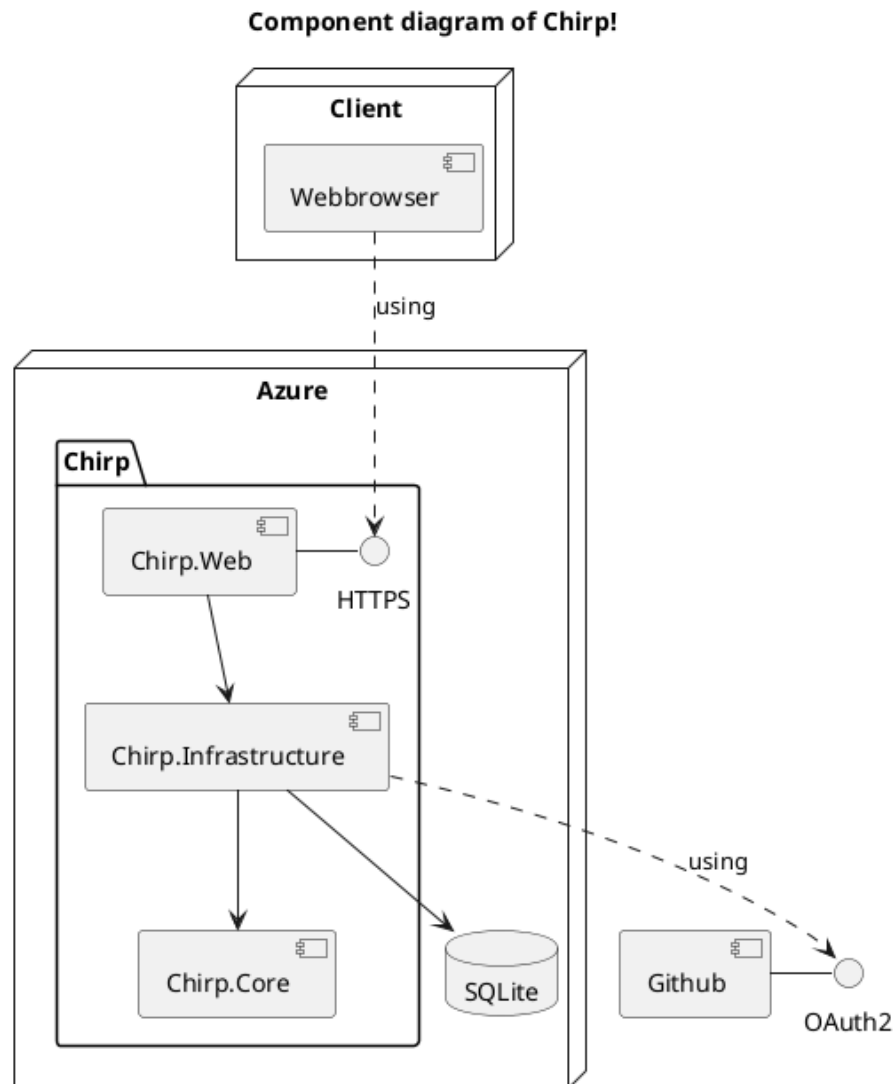 Component diagram of Chirp!
Client
Webbrowser
using
Azure
Chirp
Chirp.Web
HTTPS
Chirp.Infrastructure
using
Chirp.Core
SQLite
Github
OAuth2